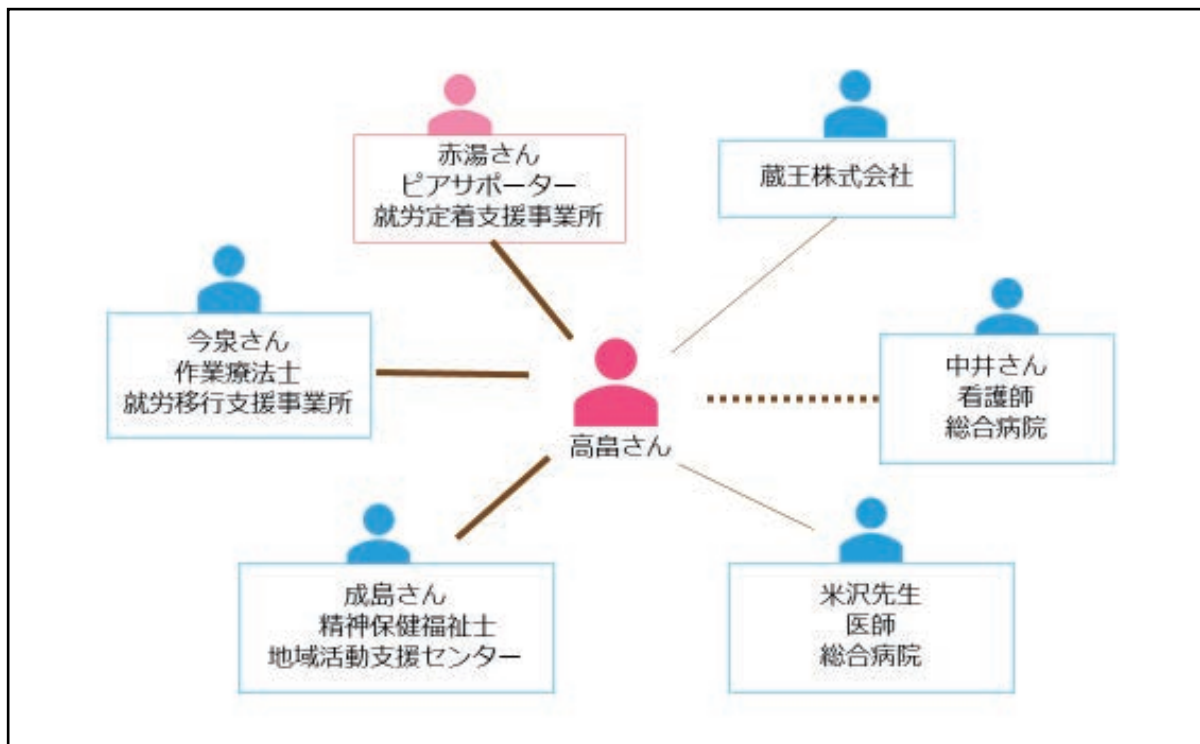 赤湯さん
ピアサポーター
就労定着支援事業所
蔵王株式会社
今泉さん
作業療法士
就労移行支援事業所
中井さん
看護師
総合病院
高畠さん
成島さん
精神保健福祉士
地域活動支援センター
米沢先生
医師
総合病院